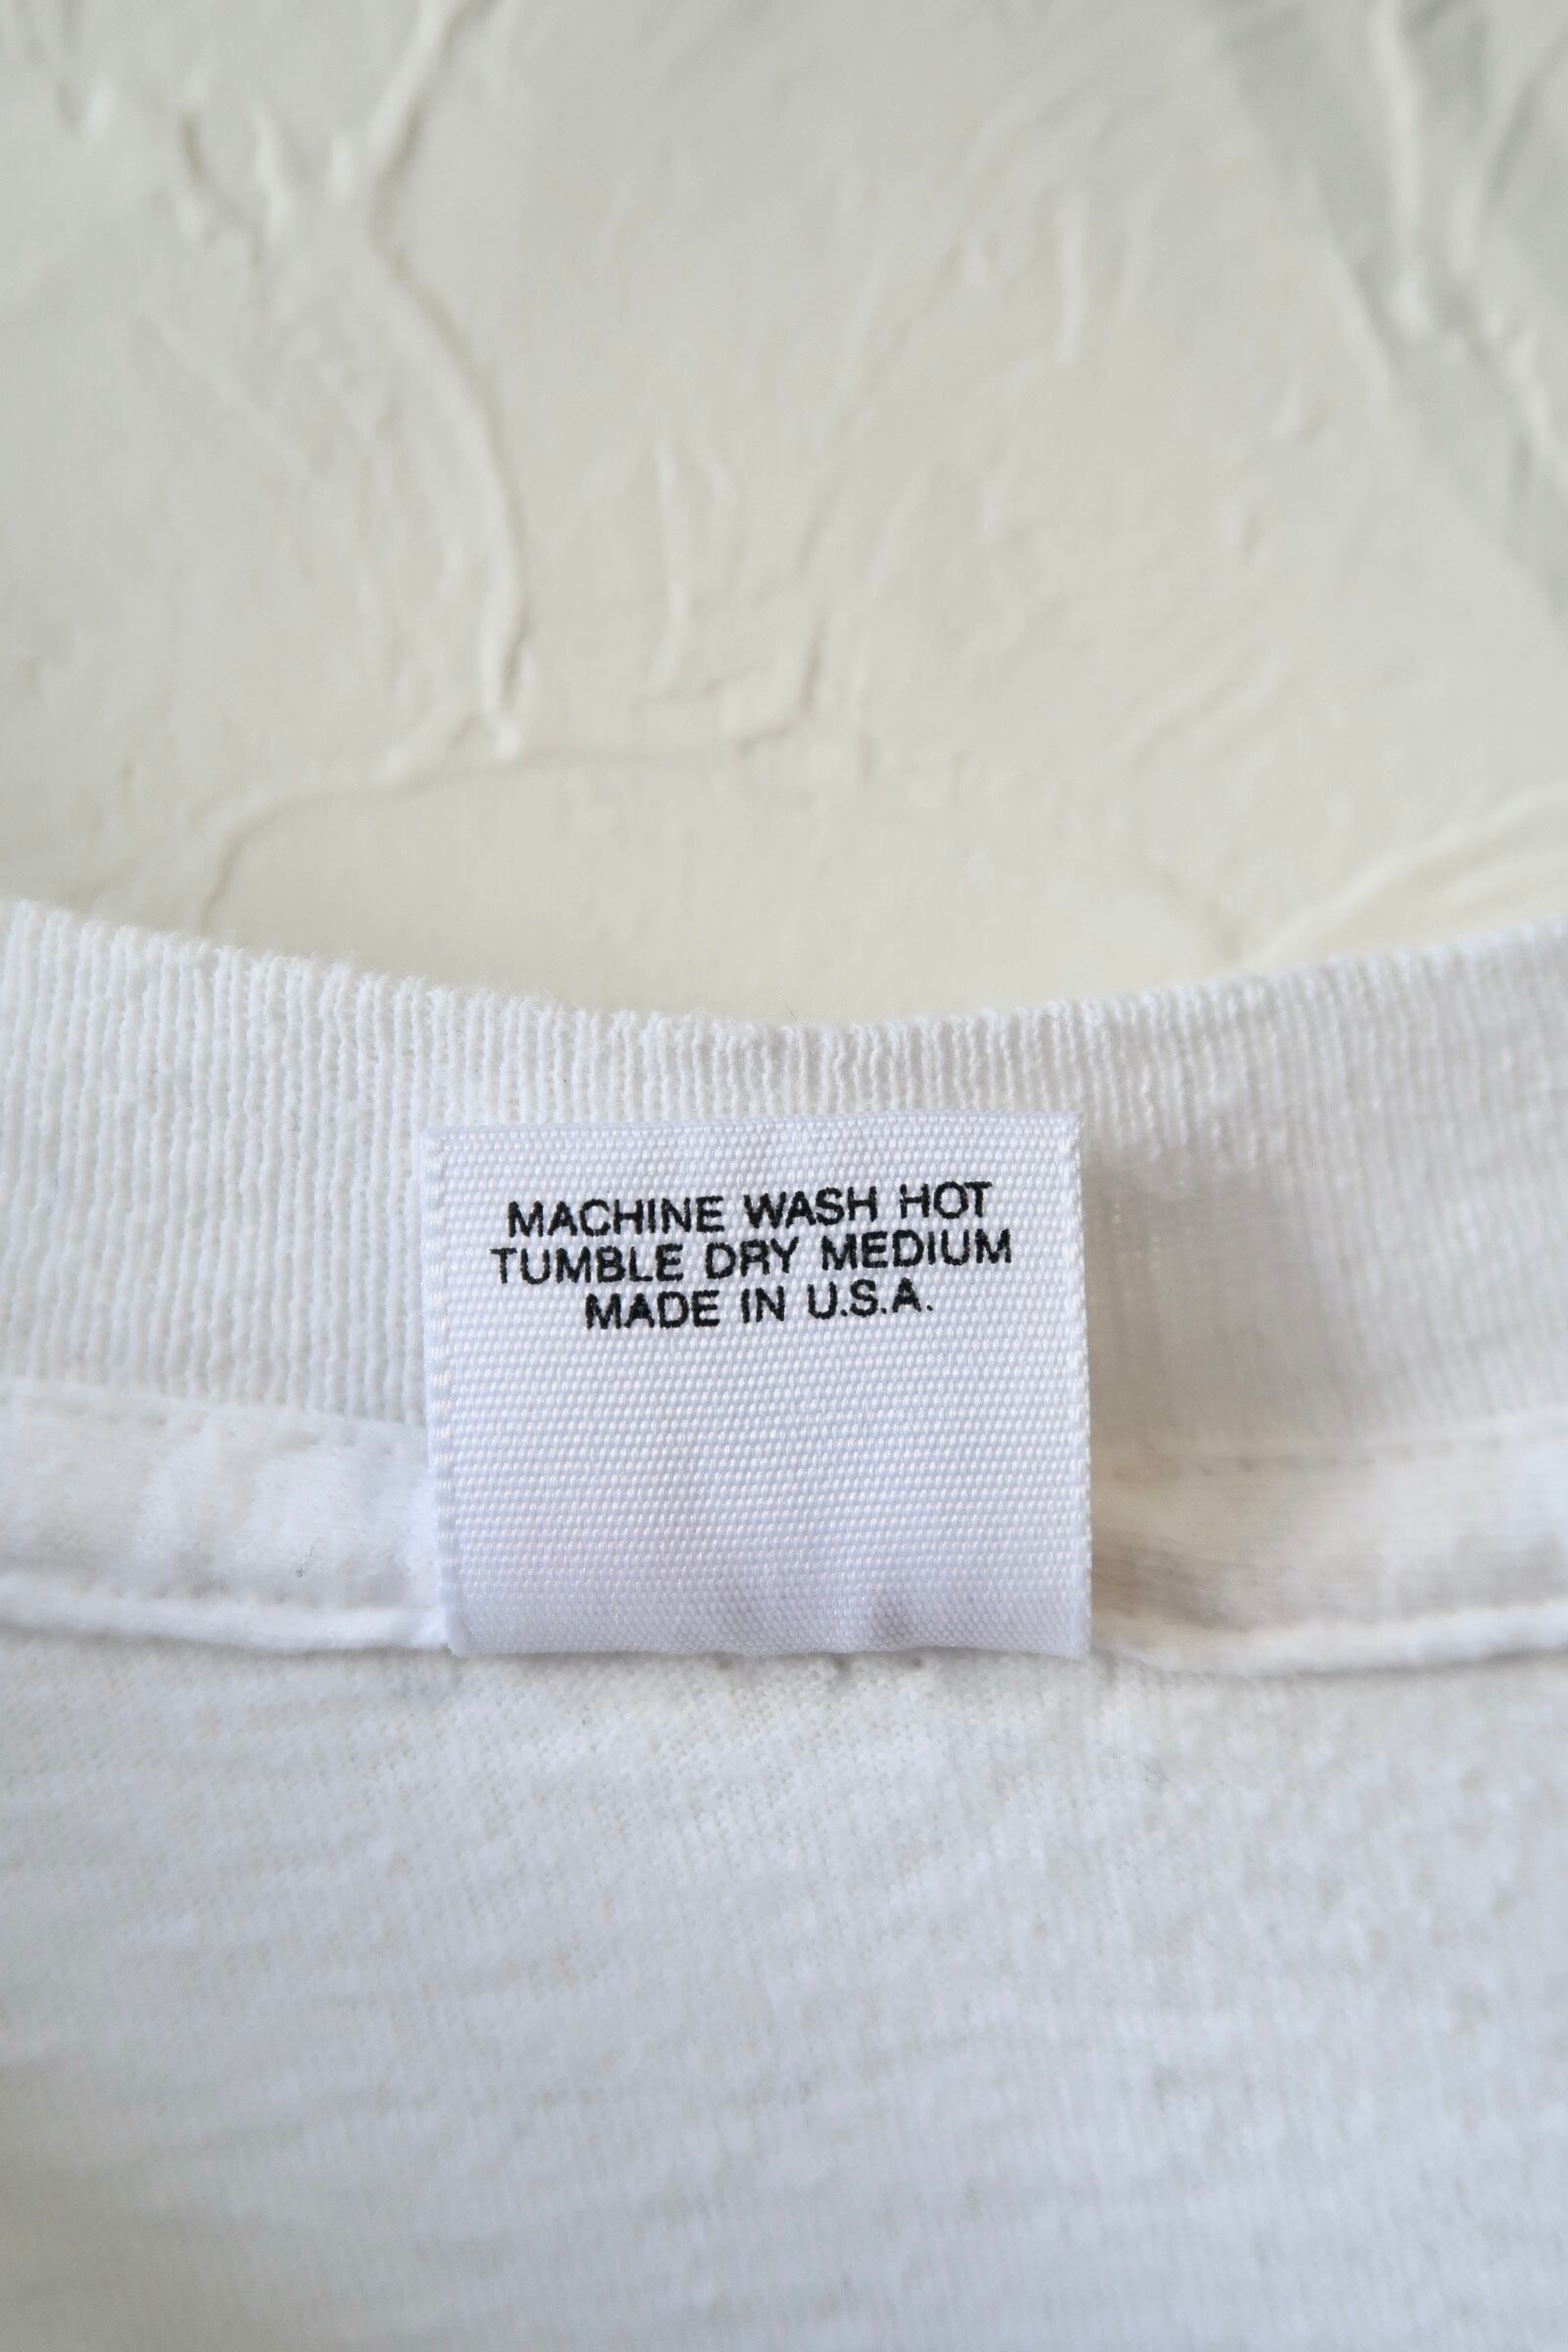 MACHINE WASH HOT
TUMBLE DRY MEDIUM
MADE IN U.S.A.